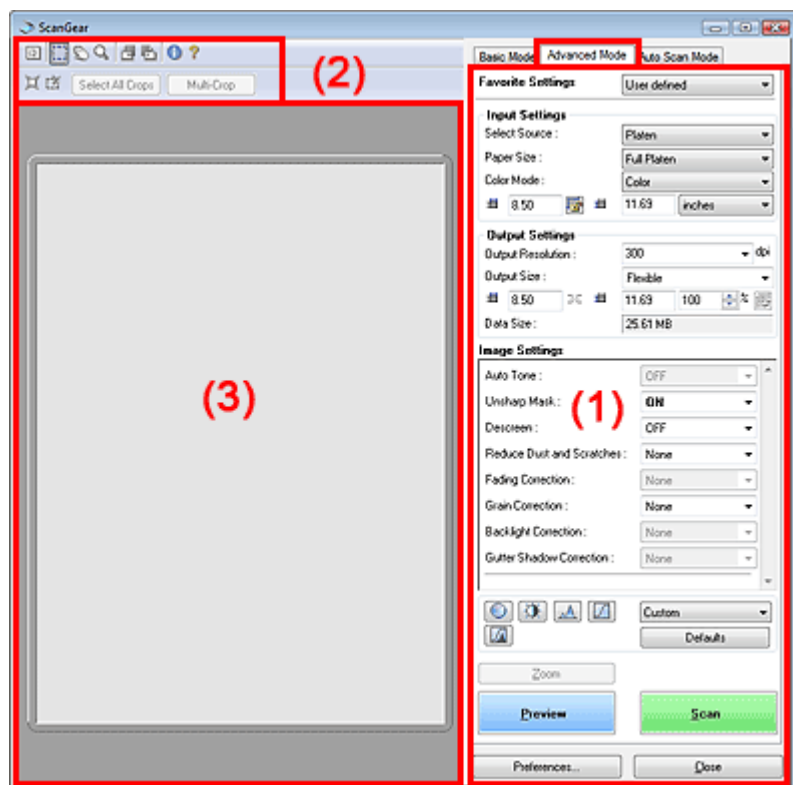 ScanGear
Select All Crops Multi-Crop
(2)
Basic Mode Advanced Mode Auto Scan Mode
(3)
Favorite Settings User defined
Input Settings
Select Source : Platen
Paper Size : Full Platen
Color Mode : Color
8.50 11.69 inches
Output Settings
Output Resolution : 300 dpi
Output Size : Flexible
8.50 11.69 100 %
Data Size : 25.61 MB
Image Settings
Auto Tone : OFF
Unsharp Mask : ON
(1)
Descreen : OFF
Reduce Dust and Scratches : None
Fading Correction : None
Grain Correction : None
Backlight Correction : None
Gutter Shadow Correction : None
Custom
Defaults
Zoom
Preview Scan
Preferences... Close